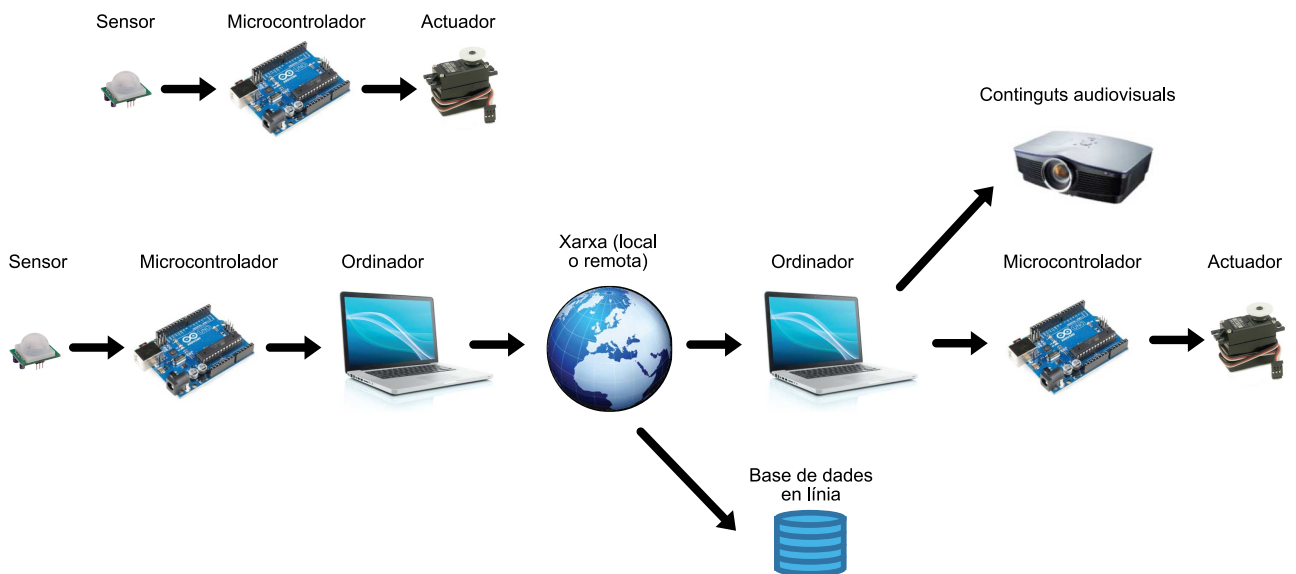 Sensor
Microcontrolador
Actuador
Continguts audiovisuals
Sensor
Microcontrolador
Ordinador
Xarxa (local
o remota)
Ordinador
Microcontrolador
Actuador
Base de dades
en línia